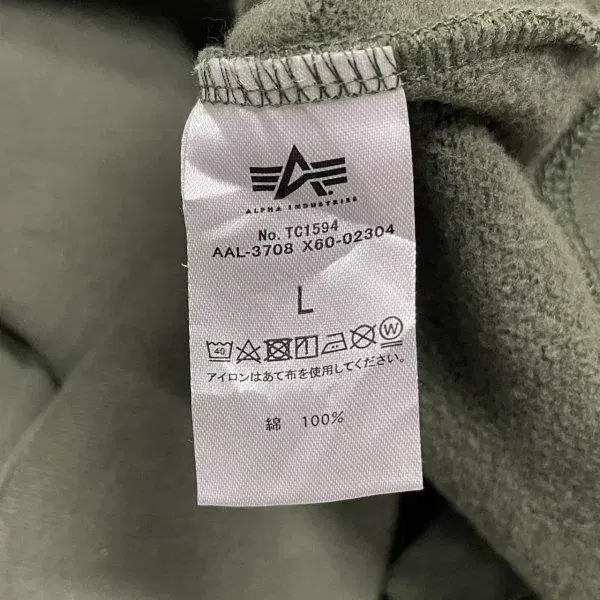 ALPHA INDUSTRIES
No. TC1594
AAL-3708 X60-02304
L
40 W
アイロンはあて布を使用してください。
綿 100%